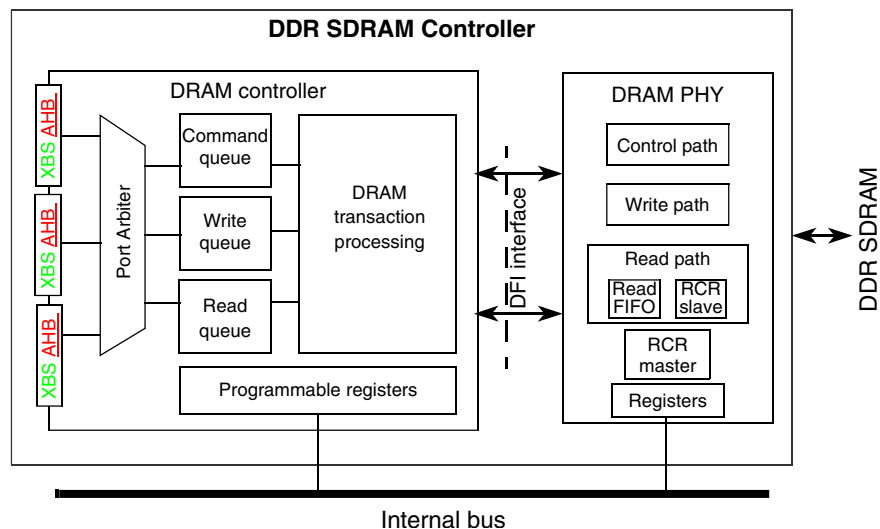 DDR SDRAM Controller
DRAM controller
XBS AHB
XBS AHB
XBS AHB
Port Arbiter
Command
queue
Write
queue
Read
queue
DRAM
transaction
processing
Programmable registers
DFI interface
DRAM PHY
Control path
Write path
Read path
Read
FIFO
RCR
slave
RCR
master
Registers
DDR SDRAM
Internal bus